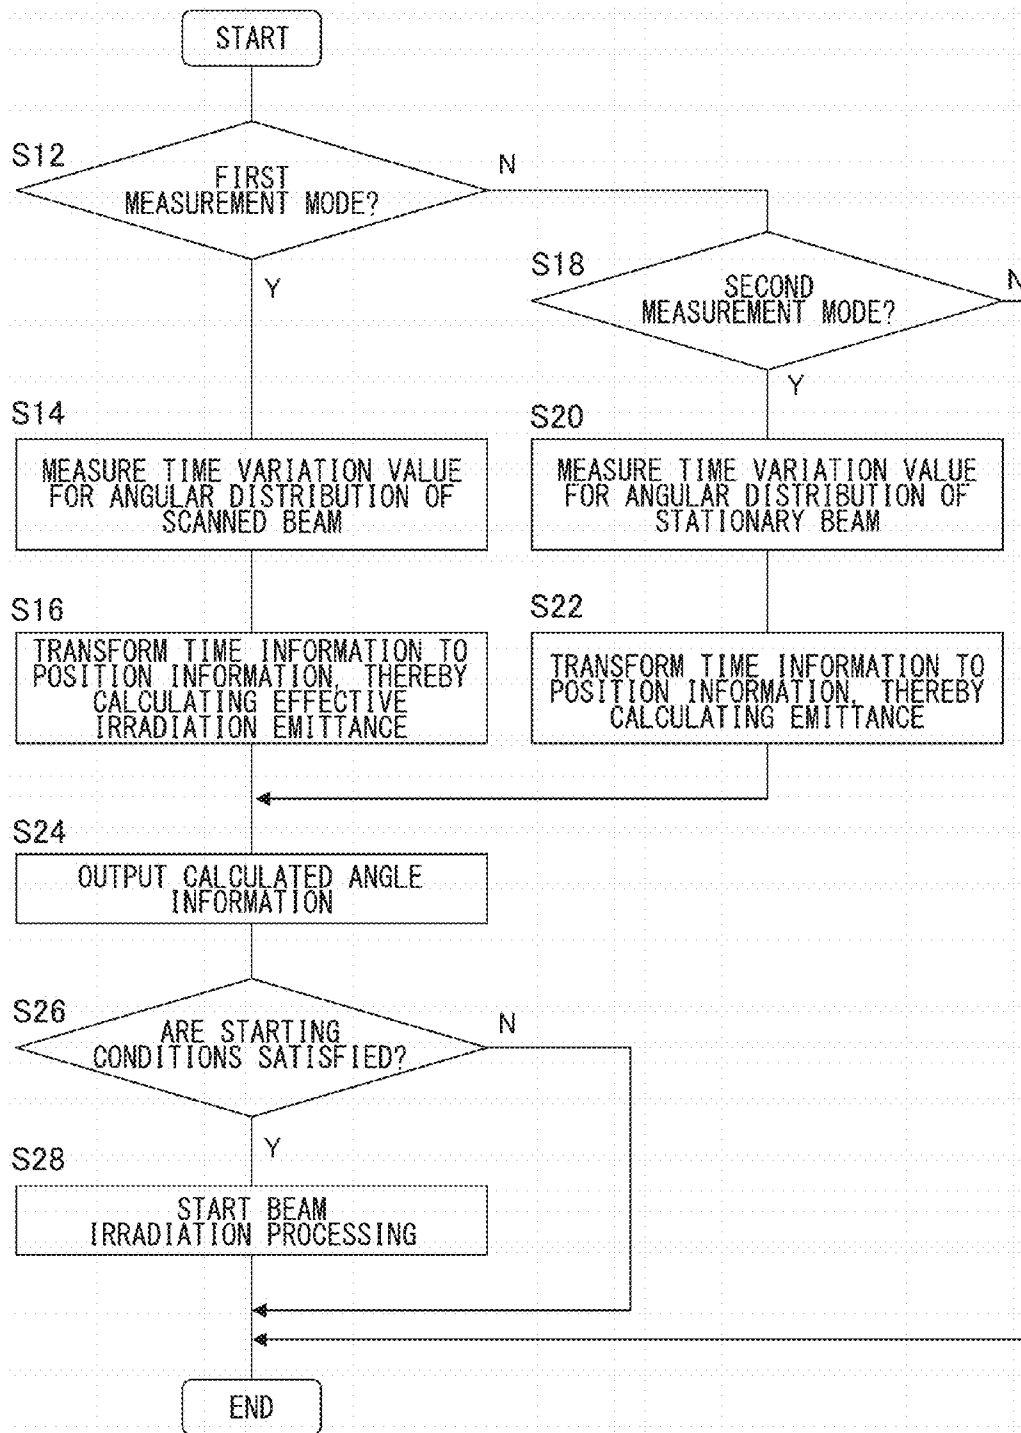 START
S12
FIRST
MEASUREMENT MODE?
N
Y
S18
SECOND
MEASUREMENT MODE?
N
Y
S14
MEASURE TIME VARIATION VALUE
FOR ANGULAR DISTRIBUTION OF
SCANNED BEAM
S20
MEASURE TIME VARIATION VALUE
FOR ANGULAR DISTRIBUTION OF
STATIONARY BEAM
S16
TRANSFORM TIME INFORMATION TO
POSITION INFORMATION, THEREBY
CALCULATING EFFECTIVE
IRRADIATION EMITTANCE
S22
TRANSFORM TIME INFORMATION TO
POSITION INFORMATION, THEREBY
CALCULATING EMITTANCE
S24
OUTPUT CALCULATED ANGLE
INFORMATION
S26
ARE STARTING
CONDITIONS SATISFIED?
N
Y
S28
START BEAM
IRRADIATION PROCESSING
END